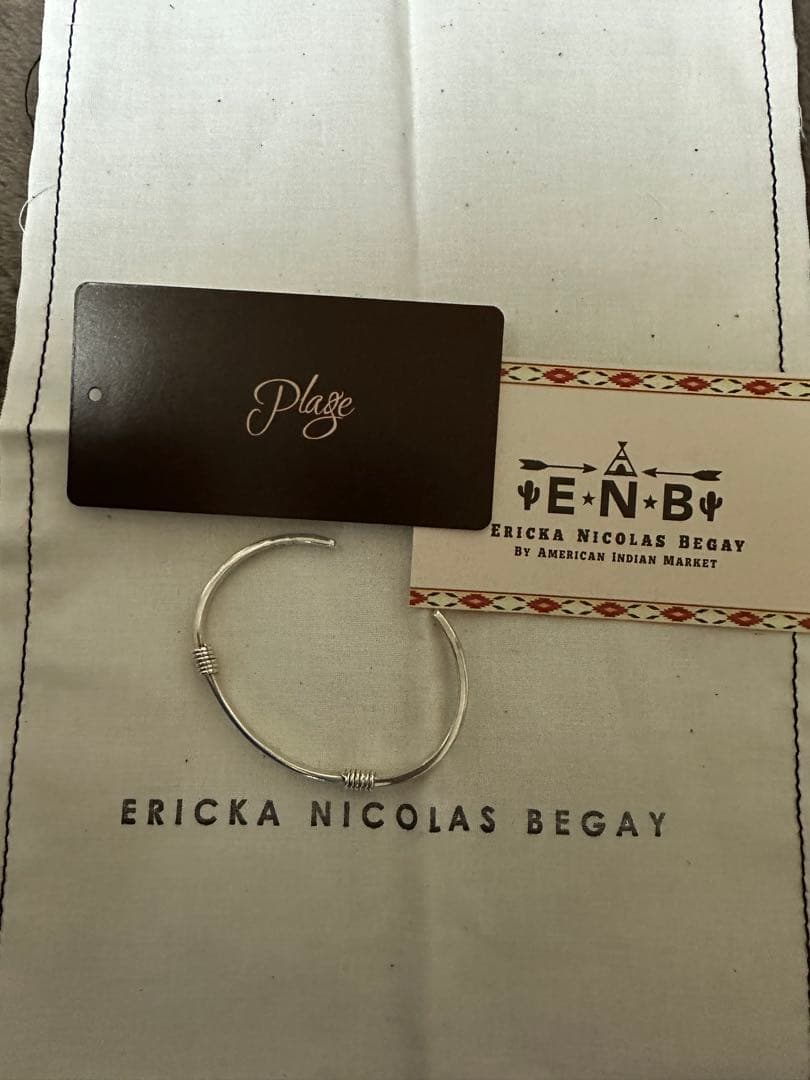 Plage
E★N★B
ERICKA NICOLAS BEGAY
BY AMERICAN INDIAN MARKET
ERICKA NICOLAS BEGAY